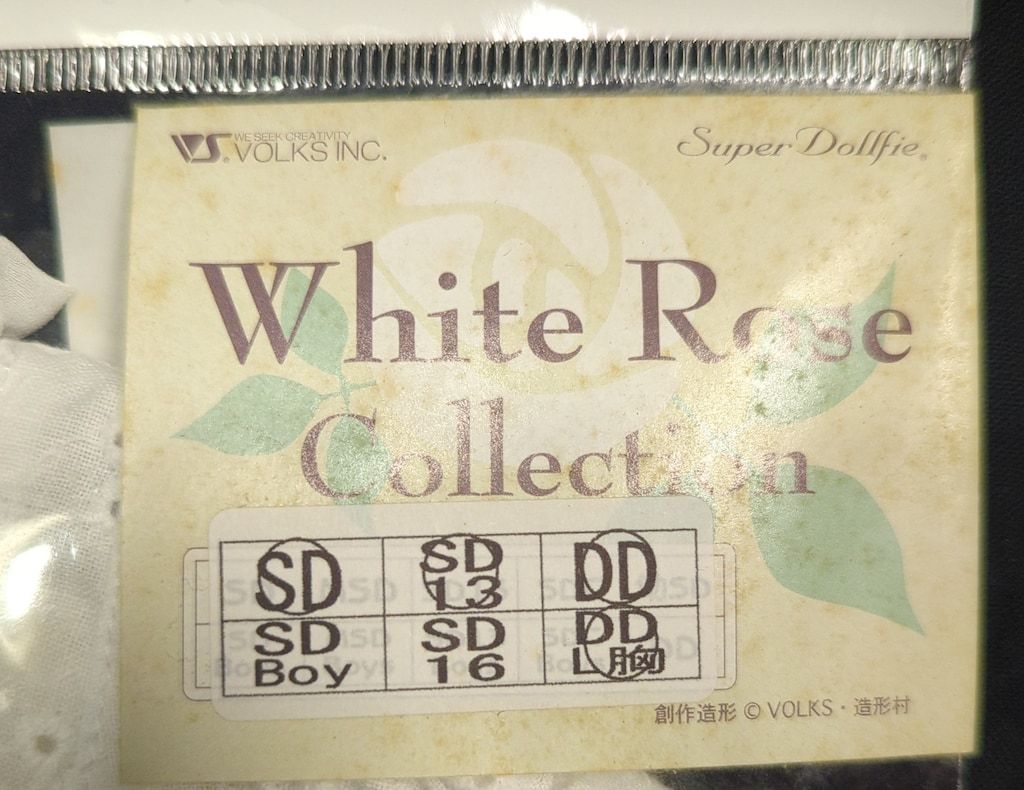 WE SEEK CREATIVITY
VS. VOLKS INC.
Super Dollfie®
White Rose
Collection
SD SD 13 DD
SD Boy SD 16 DD L胸
創作造形 © VOLKS・造形村